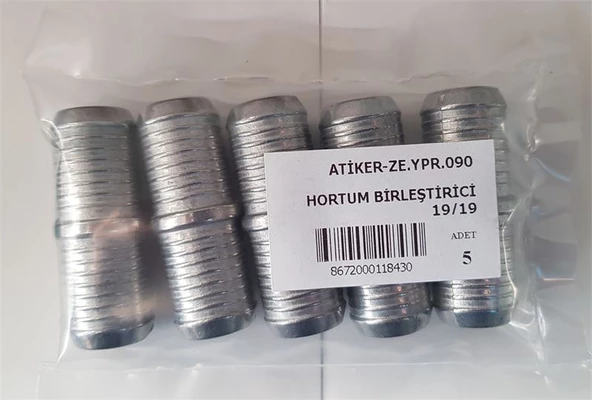 ATİKER-ZE.YPR.090
HORTUM BİRLEŞTİRİCİ
19/19
ADET
5
8672000118430